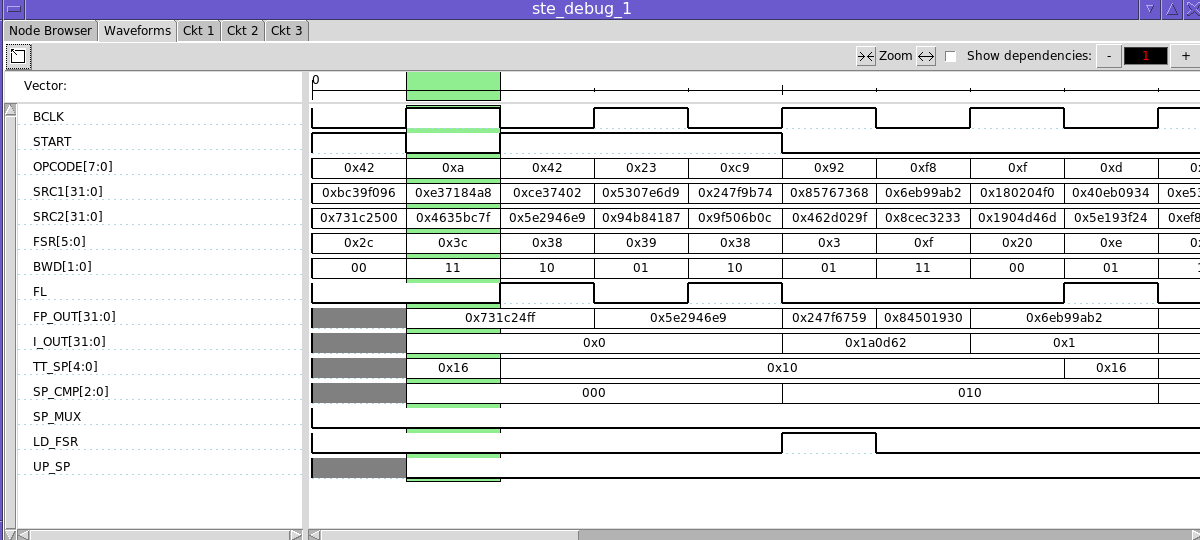 ste_debug_1
Node Browser Waveforms Ckt 1 Ckt 2 Ckt 3
Zoom Show dependencies: - 1 +
Vector: 0
BCLK
START
OPCODE[7:0] 0x42 0xa 0x42 0x23 0xc9 0x92 0xf8 0xf 0xd
SRC1[31:0] 0xbc39f096 0xe37184a8 0xce37402 0x5307e6d9 0x247f9b74 0x85767368 0x6eb99ab2 0x180204f0 0x40eb0934 0xe53
SRC2[31:0] 0x731c2500 0x4635bc7f 0x5e2946e9 0x94b84187 0x9f506b0c 0x462d029f 0x8cec3233 0x1904d46d 0x5e193f24 0xef8
FSR[5:0] 0x2c 0x3c 0x38 0x39 0x38 0x3 0xf 0x20 0xe
BWD[1:0] 00 11 10 01 10 01 11 00 01
FL
FP_OUT[31:0] 0x731c24ff 0x5e2946e9 0x247f6759 0x84501930 0x6eb99ab2
I_OUT[31:0] 0x0 0x1a0d62 0x1
TT_SP[4:0] 0x16 0x10 0x16
SP_CMP[2:0] 000 010
SP_MUX
LD_FSR
UP_SP